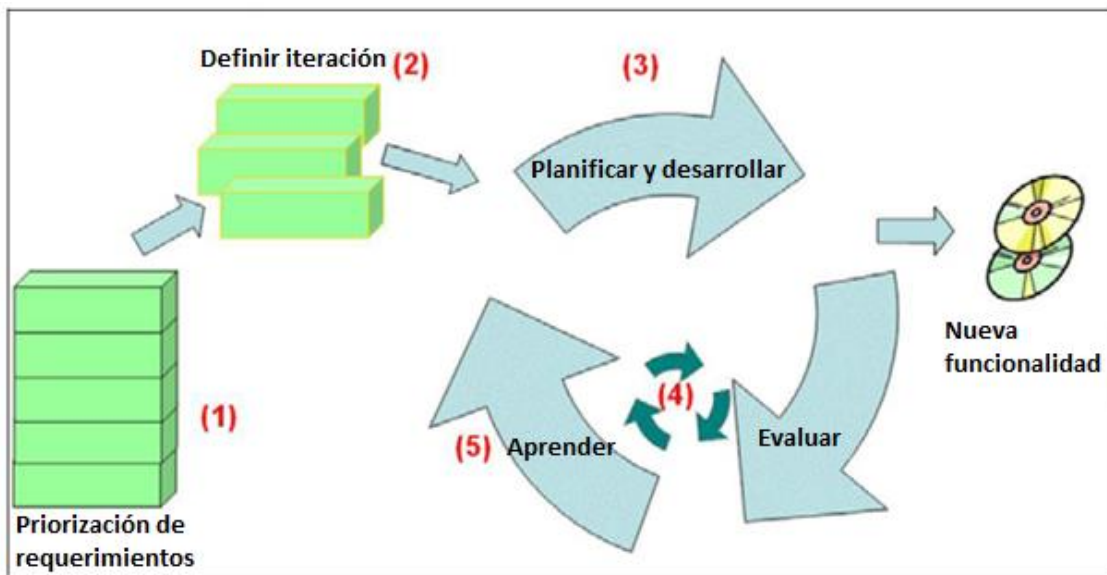 Definir iteración (2)
(3)
Planificar y desarrollar
Nueva
funcionalidad
(1)
(4)
(5) Aprender
Evaluar
Priorización de
requerimientos